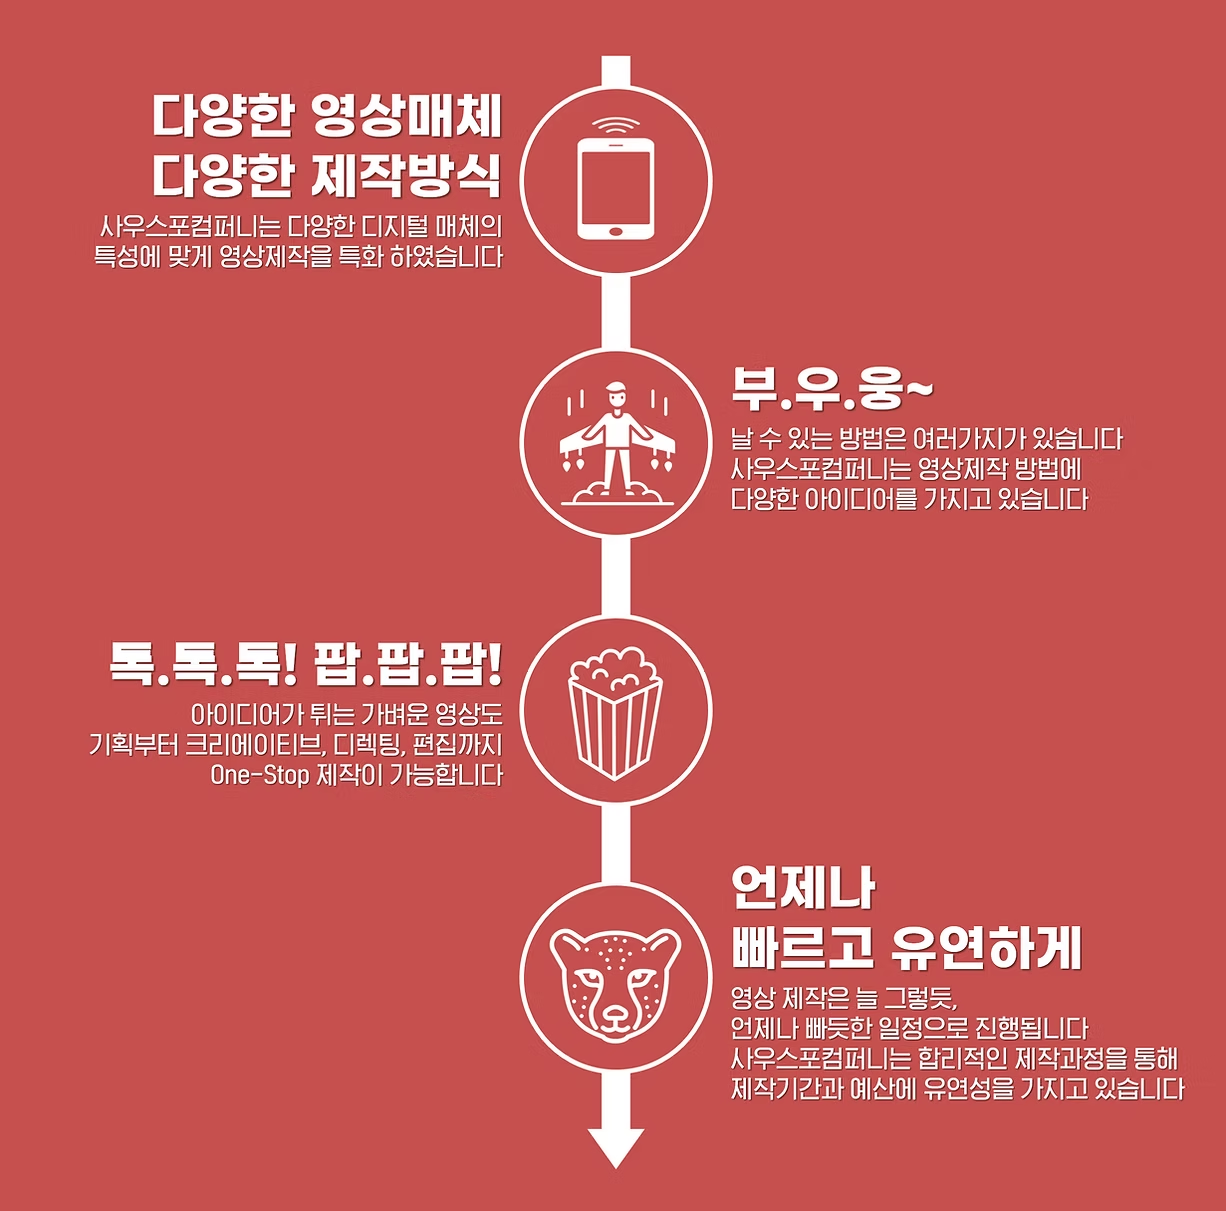 다양한 영상매체
다양한 제작방식
사우스포컴퍼니는 다양한 디지털 매체의
특성에 맞게 영상제작을 특화 하였습니다
부.우.웅~
날 수 있는 방법은 여러가지가 있습니다
사우스포컴퍼니는 영상제작 방법에
다양한 아이디어를 가지고 있습니다
톡.톡.톡! 팝.팝.팝!
아이디어가 튀는 가벼운 영상도
기획부터 크리에이티브, 디렉팅, 편집까지
One-Stop 제작이 가능합니다
언제나
빠르고 유연하게
영상 제작은 늘 그렇듯,
언제나 빠듯한 일정으로 진행됩니다
사우스포컴퍼니는 합리적인 제작과정을 통해
제작기간과 예산에 유연성을 가지고 있습니다